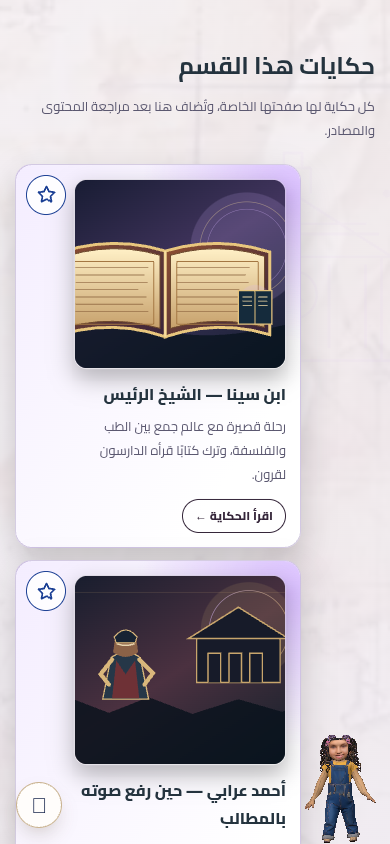 حكايات هذا القسم
كل حكاية لها صفحتها الخاصة، وتُضاف هنا بعد مراجعة المحتوى
والمصادر.
ابن سينا — الشيخ الرئيس
رحلة قصيرة مع عالم جمع بين الطب
والفلسفة، وترك كتابًا قرأه الدارسون
لقرون.
اقرأ الحكاية ←
أحمد عرابي — حين رفع صوته
بالمطالب